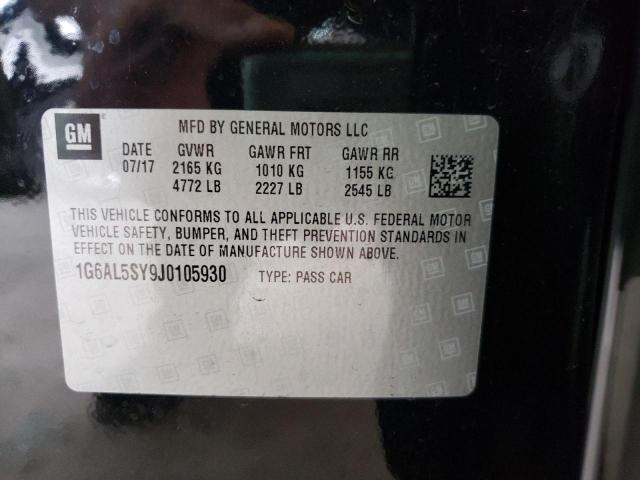 GM
MFD BY GENERAL MOTORS LLC
DATE GVWR GAWR FRT GAWR RR
07/17 2165 KG 1010 KG 1155 KG
4772 LB 2227 LB 2545 LB
THIS VEHICLE CONFORMS TO ALL APPLICABLE U.S. FEDERAL MOTOR
VEHICLE SAFETY, BUMPER, AND THEFT PREVENTION STANDARDS IN
EFFECT ON THE DATE OF MANUFACTURE SHOWN ABOVE.
1G6AL5SY9J0105930 TYPE: PASS CAR